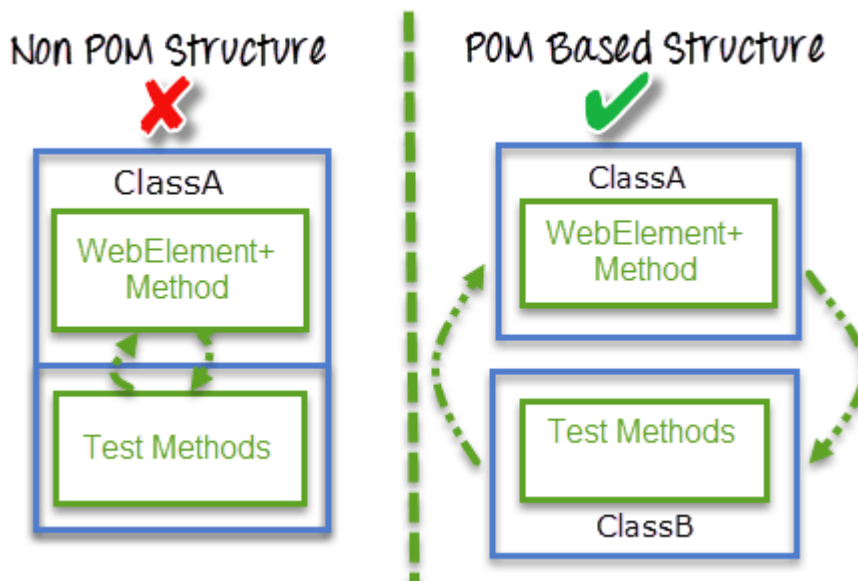 Non POM Structure
ClassA
WebElement+
Method
Test Methods
POM Based Structure
ClassA
WebElement+
Method
Test Methods
ClassB